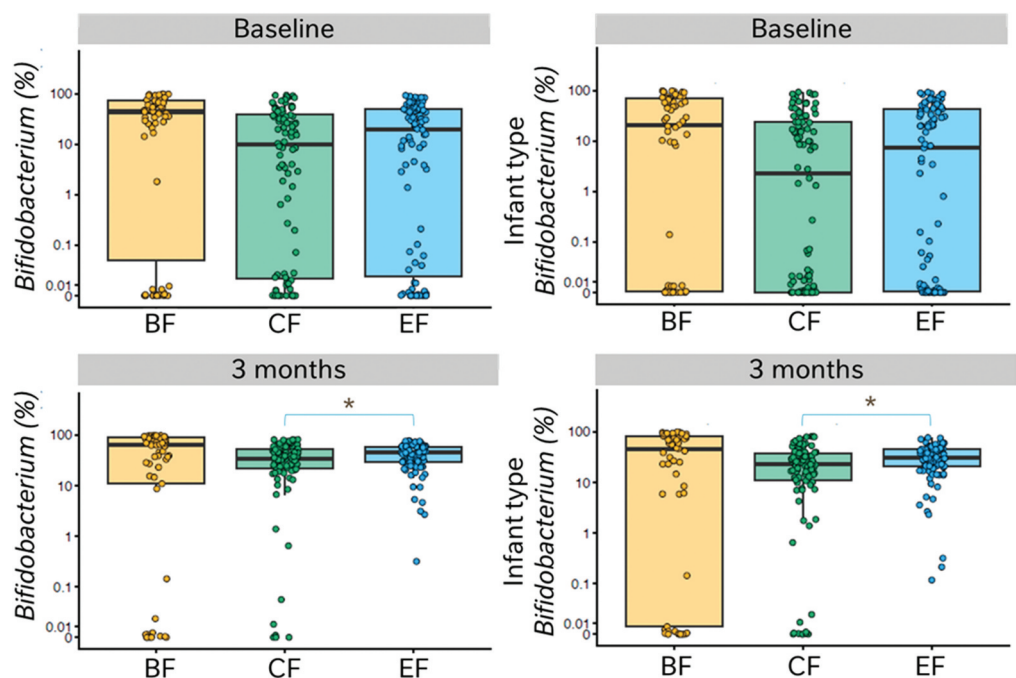 Baseline
Bifidobacterium (%)
100
10
1
0.1
0.01
0
BF CF EF
Baseline
Infant type
Bifidobacterium (%)
100
10
1
0.1
0.01
0
BF CF EF
3 months
Bifidobacterium (%)
100
10
1
0.1
0.01
0
*
BF CF EF
3 months
Infant type
Bifidobacterium (%)
100
10
1
0.1
0.01
0
*
BF CF EF